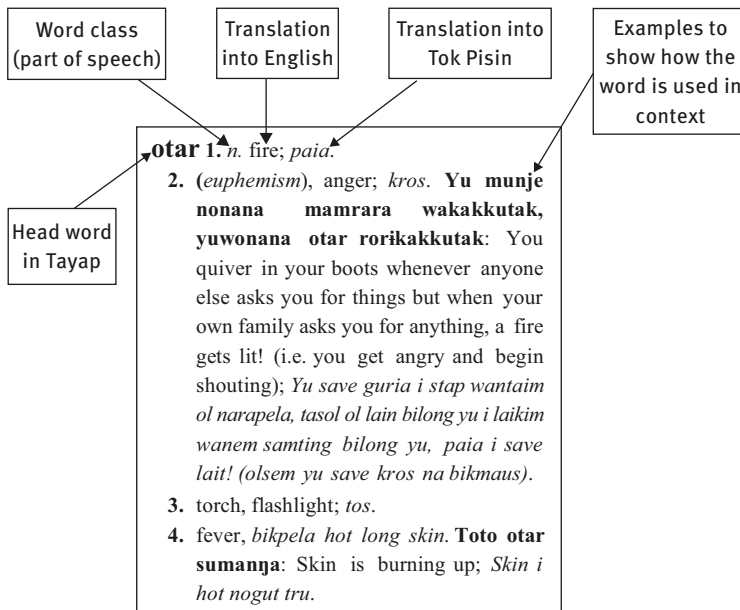 Word class
(part of speech)
Translation
into English
Translation into
Tok Pisin
Examples to
show how the
word is used in
context
otar 1. n. fire; paia.
2. (euphemism), anger; kros. Yu munje
nonana mamrara wakakkutak,
yuwonana otar rorɨkakkutak: You
quiver in your boots whenever anyone
else asks you for things but when your
own family asks you for anything, a fire
gets lit! (i.e. you get angry and begin
shouting); Yu save guria i stap wantaim
ol narapela, tasol ol lain bilong yu i laikim
wanem samting bilong yu, paia i save
lait! (olsem yu save kros na bikmaus).
3. torch, flashlight; tos.
4. fever, bikpela hot long skin. Toto otar
sumanŋa: Skin is burning up; Skin i
hot nogut tru.
Head word
in Tayap